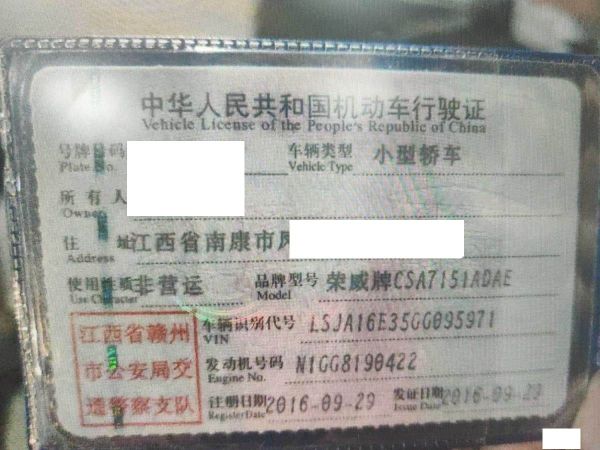 中华人民共和国机动车行驶证
Vehicle License of the People's Republic of China
号牌号码 车辆类型 小型轿车
Plate No. Vehicle Type
所有人
Owner
住 址 江西省南康市
Address
使用性质 非营运 品牌型号 荣威牌CSA7151ADAE
Use Character Model
江西省赣州 车辆识别代号 LSJA16E35GG095971
VIN
市公安局交 发动机号码 N1GG8190422
Engine No.
通警察支队 注册日期 2016-09-29 发证日期 2016-09-29
Register Date Issue Date